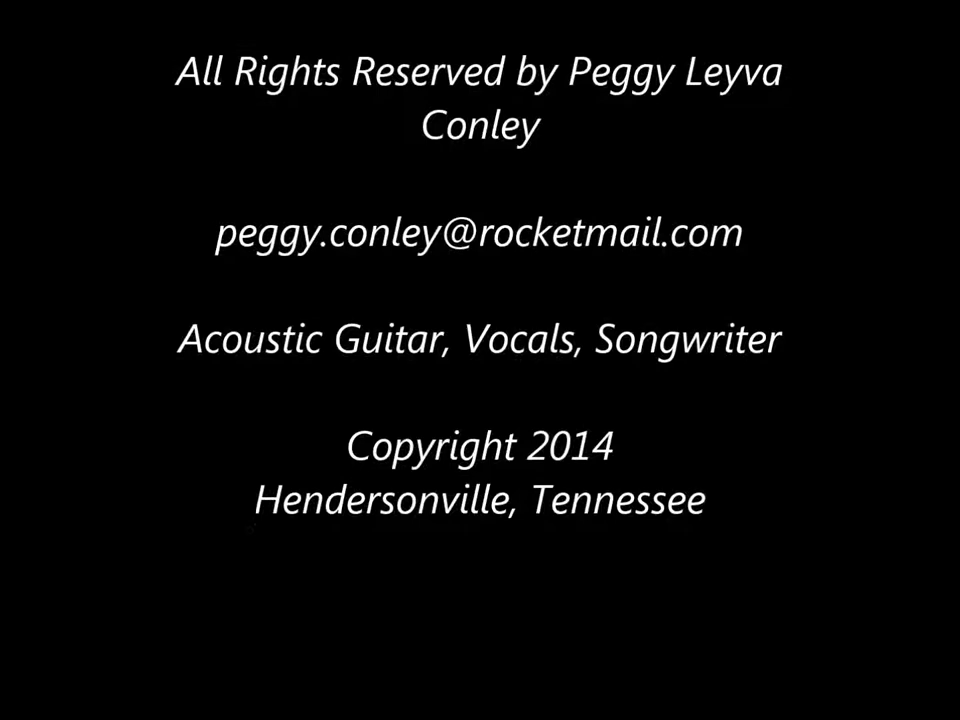 All Rights Reserved by Peggy Leyva
Conley
peggy.conley@rocketmail.com
Acoustic Guitar, Vocals, Songwriter
Copyright 2014
Hendersonville, Tennessee